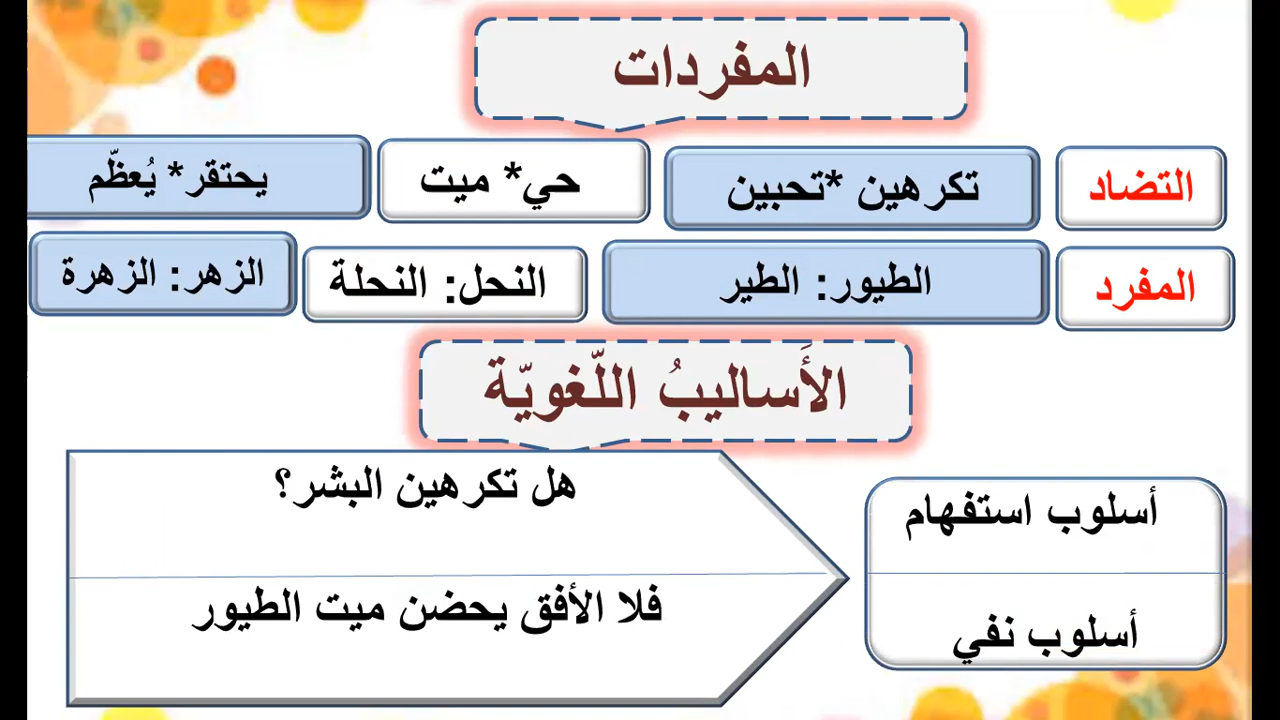 المفردات
التضاد
تكرهين *تحبين
حي* ميت
يحتقر* يُعظّم
المفرد
الطيور: الطير
النحل: النحلة
الزهر: الزهرة
الأَساليبُ اللّغويّة
أسلوب استفهام
هل تكرهين البشر؟
أسلوب نفي
فلا الأفق يحضن ميت الطيور